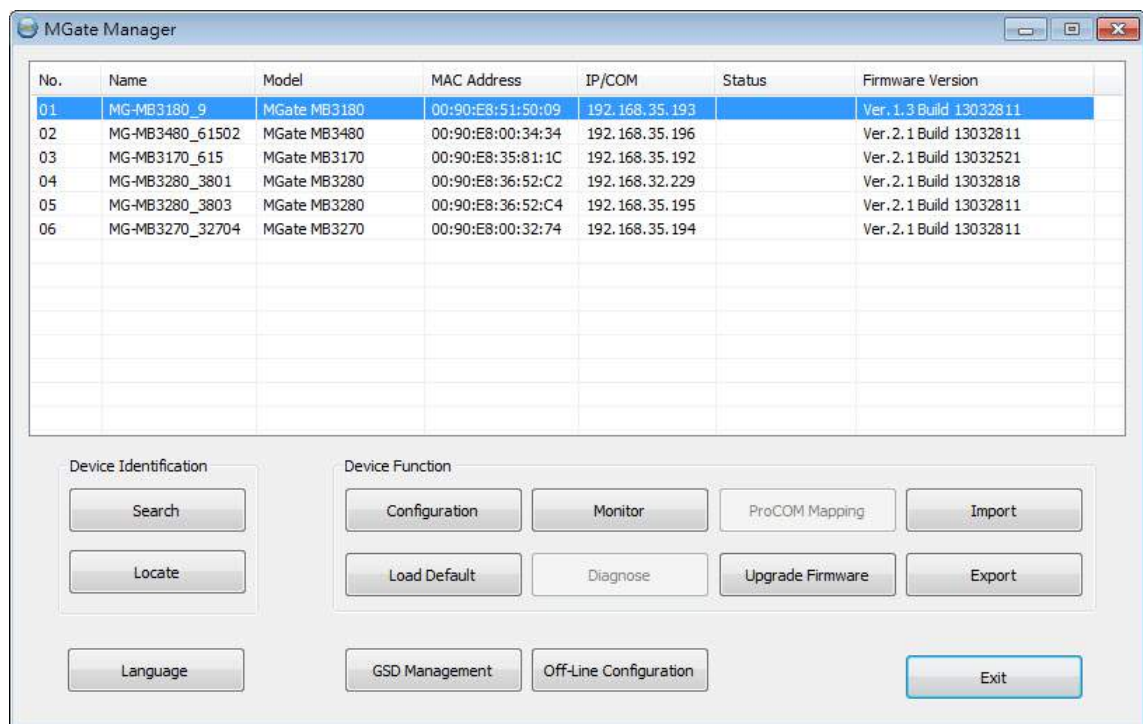 MGate Manager
No. Name Model MAC Address IP/COM Status Firmware Version
01 MG-MB3180_9 MGate MB3180 00:90:E8:51:50:09 192.168.35.193 Ver.1.3 Build 13032811
02 MG-MB3480_61502 MGate MB3480 00:90:E8:00:34:34 192.168.35.196 Ver.2.1 Build 13032811
03 MG-MB3170_615 MGate MB3170 00:90:E8:35:81:1C 192.168.35.192 Ver.2.1 Build 13032521
04 MG-MB3280_3801 MGate MB3280 00:90:E8:36:52:C2 192.168.32.229 Ver.2.1 Build 13032818
05 MG-MB3280_3803 MGate MB3280 00:90:E8:36:52:C4 192.168.35.195 Ver.2.1 Build 13032811
06 MG-MB3270_32704 MGate MB3270 00:90:E8:00:32:74 192.168.35.194 Ver.2.1 Build 13032811
Device Identification Device Function
Search Configuration Monitor ProCOM Mapping Import
Locate Load Default Diagnose Upgrade Firmware Export
Language GSD Management Off-Line Configuration Exit